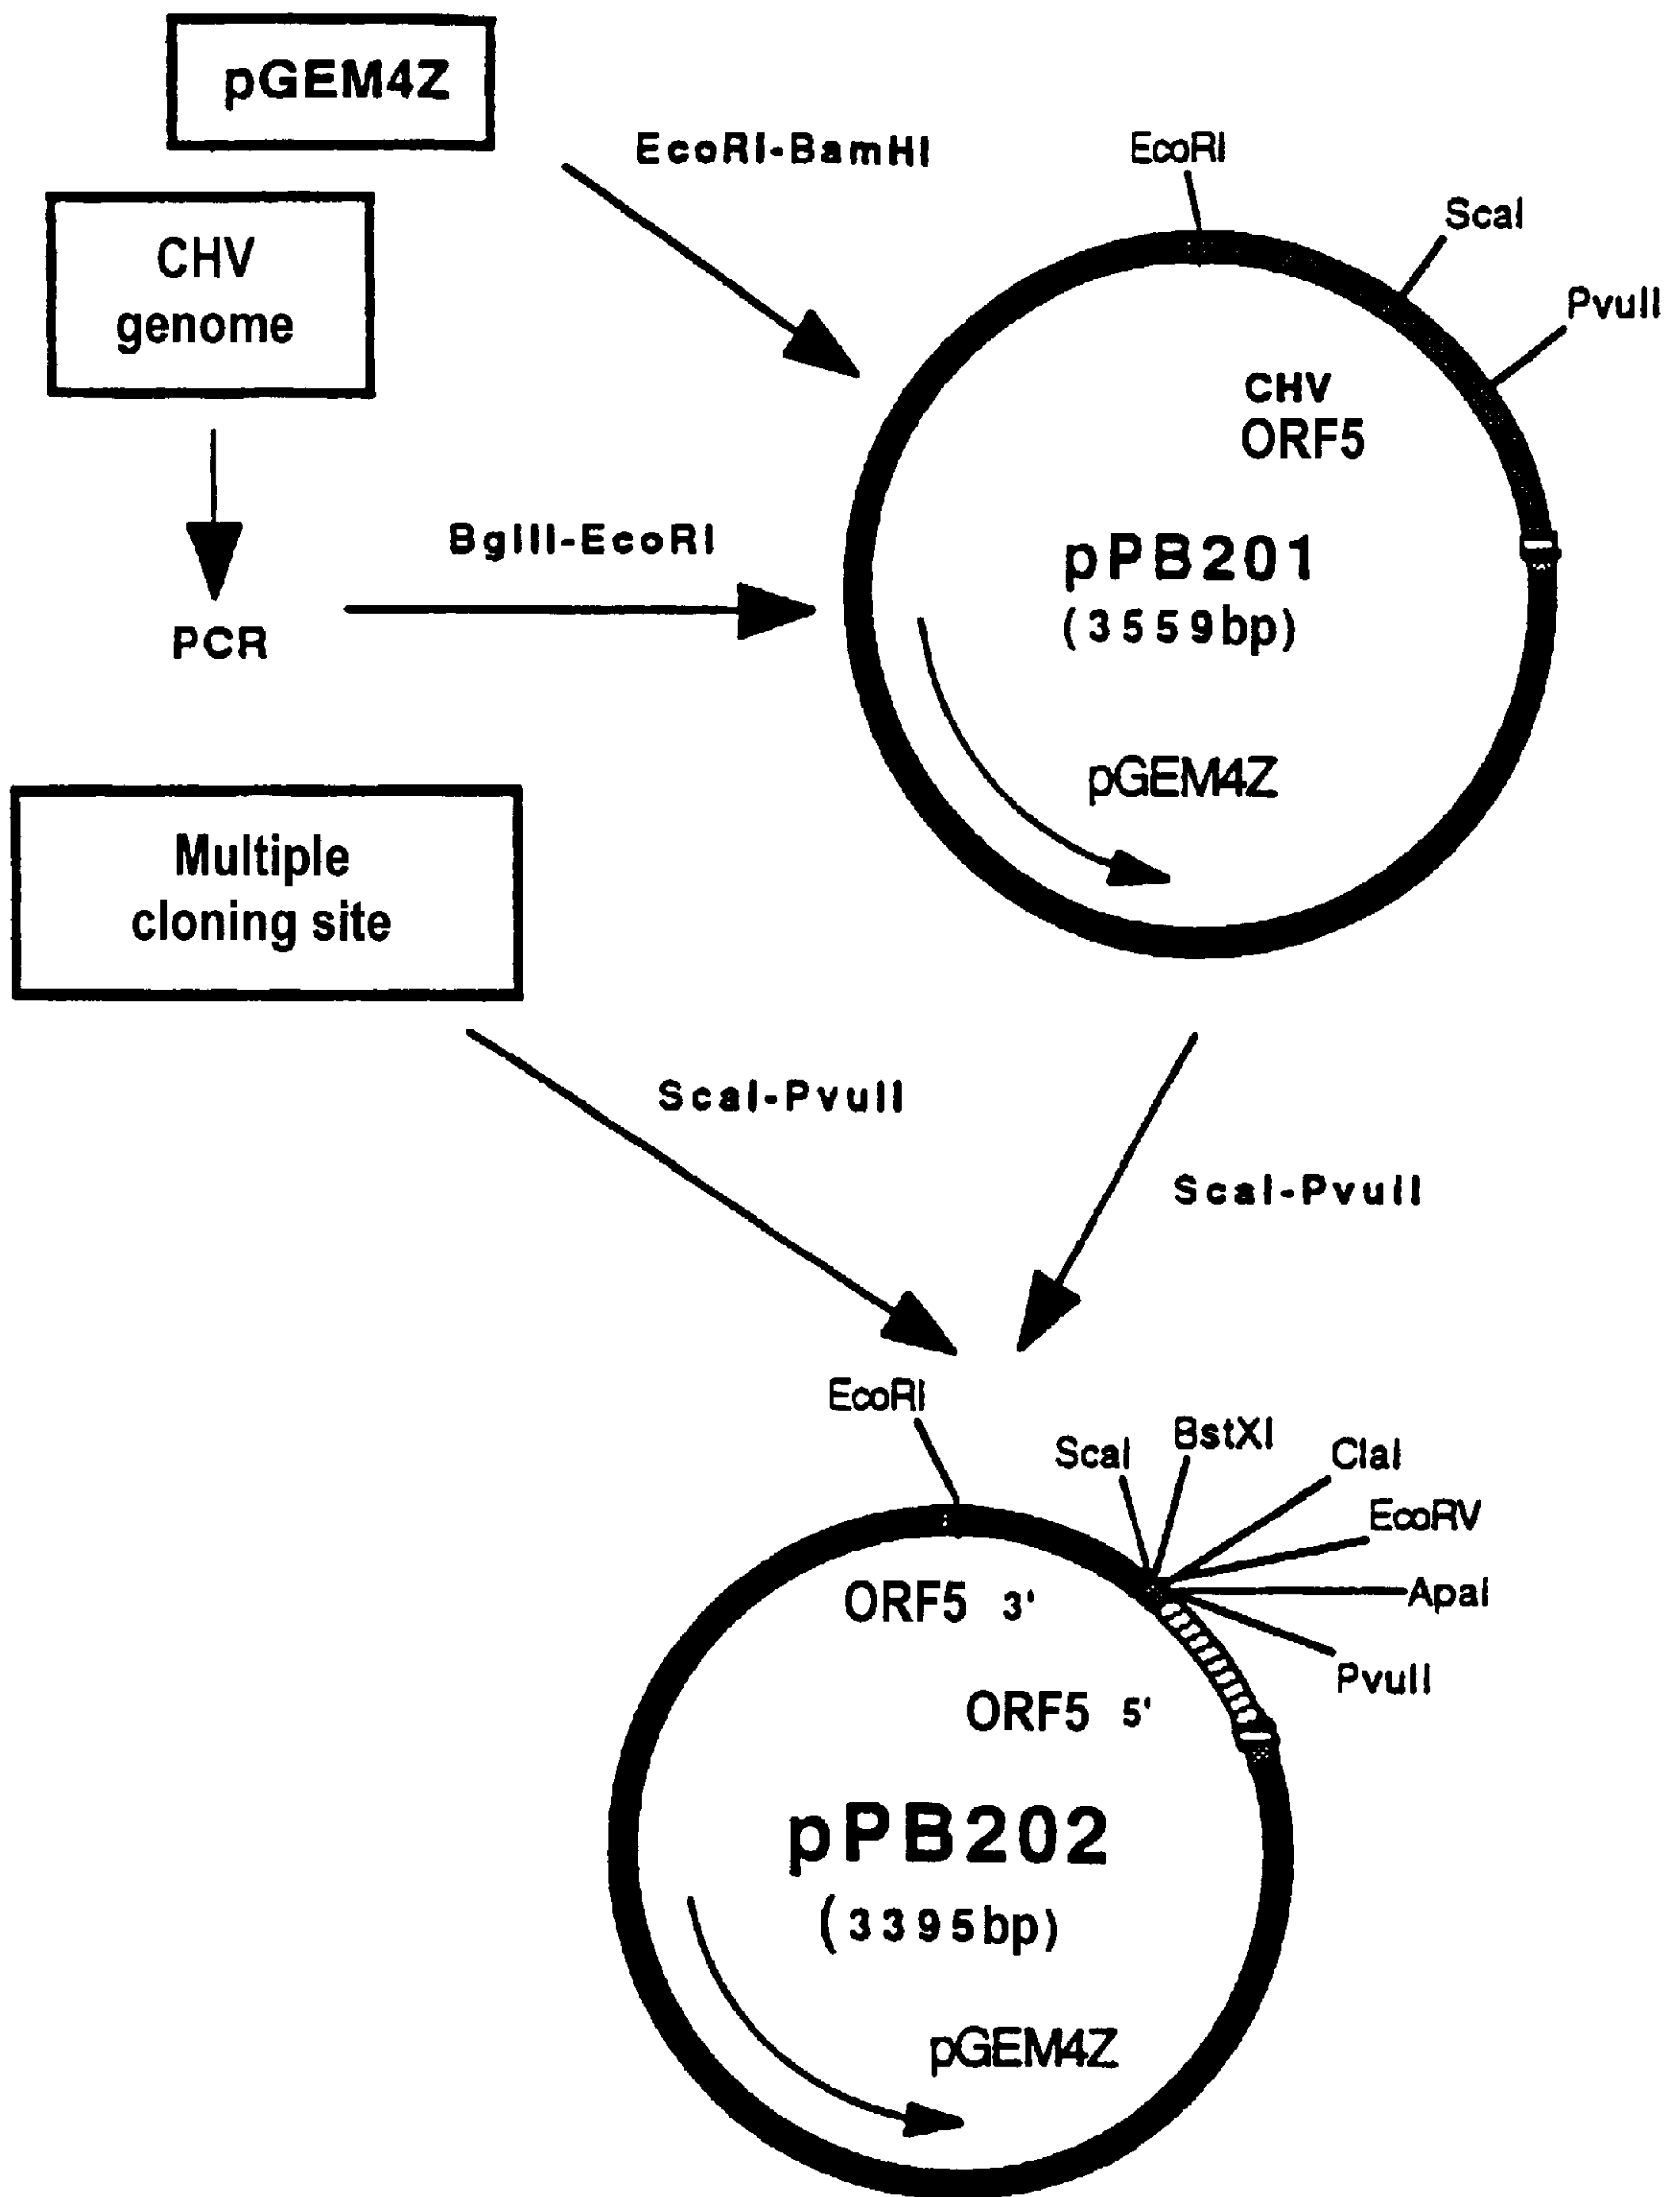 pGEM4Z
EcoRI-BamHI
EcoRI
ScaI
PvuII
CHV
genome
CHV
ORF5
BglII-EcoRI
pPB201
(3559bp)
PCR
pGEM4Z
Multiple
cloning site
ScaI-PvuII
ScaI-PvuII
EcoRI
ScaI
BstXI
ClaI
EcoRV
ApaI
PvuII
ORF5 3'
ORF5 5'
pPB202
(3395bp)
pGEM4Z